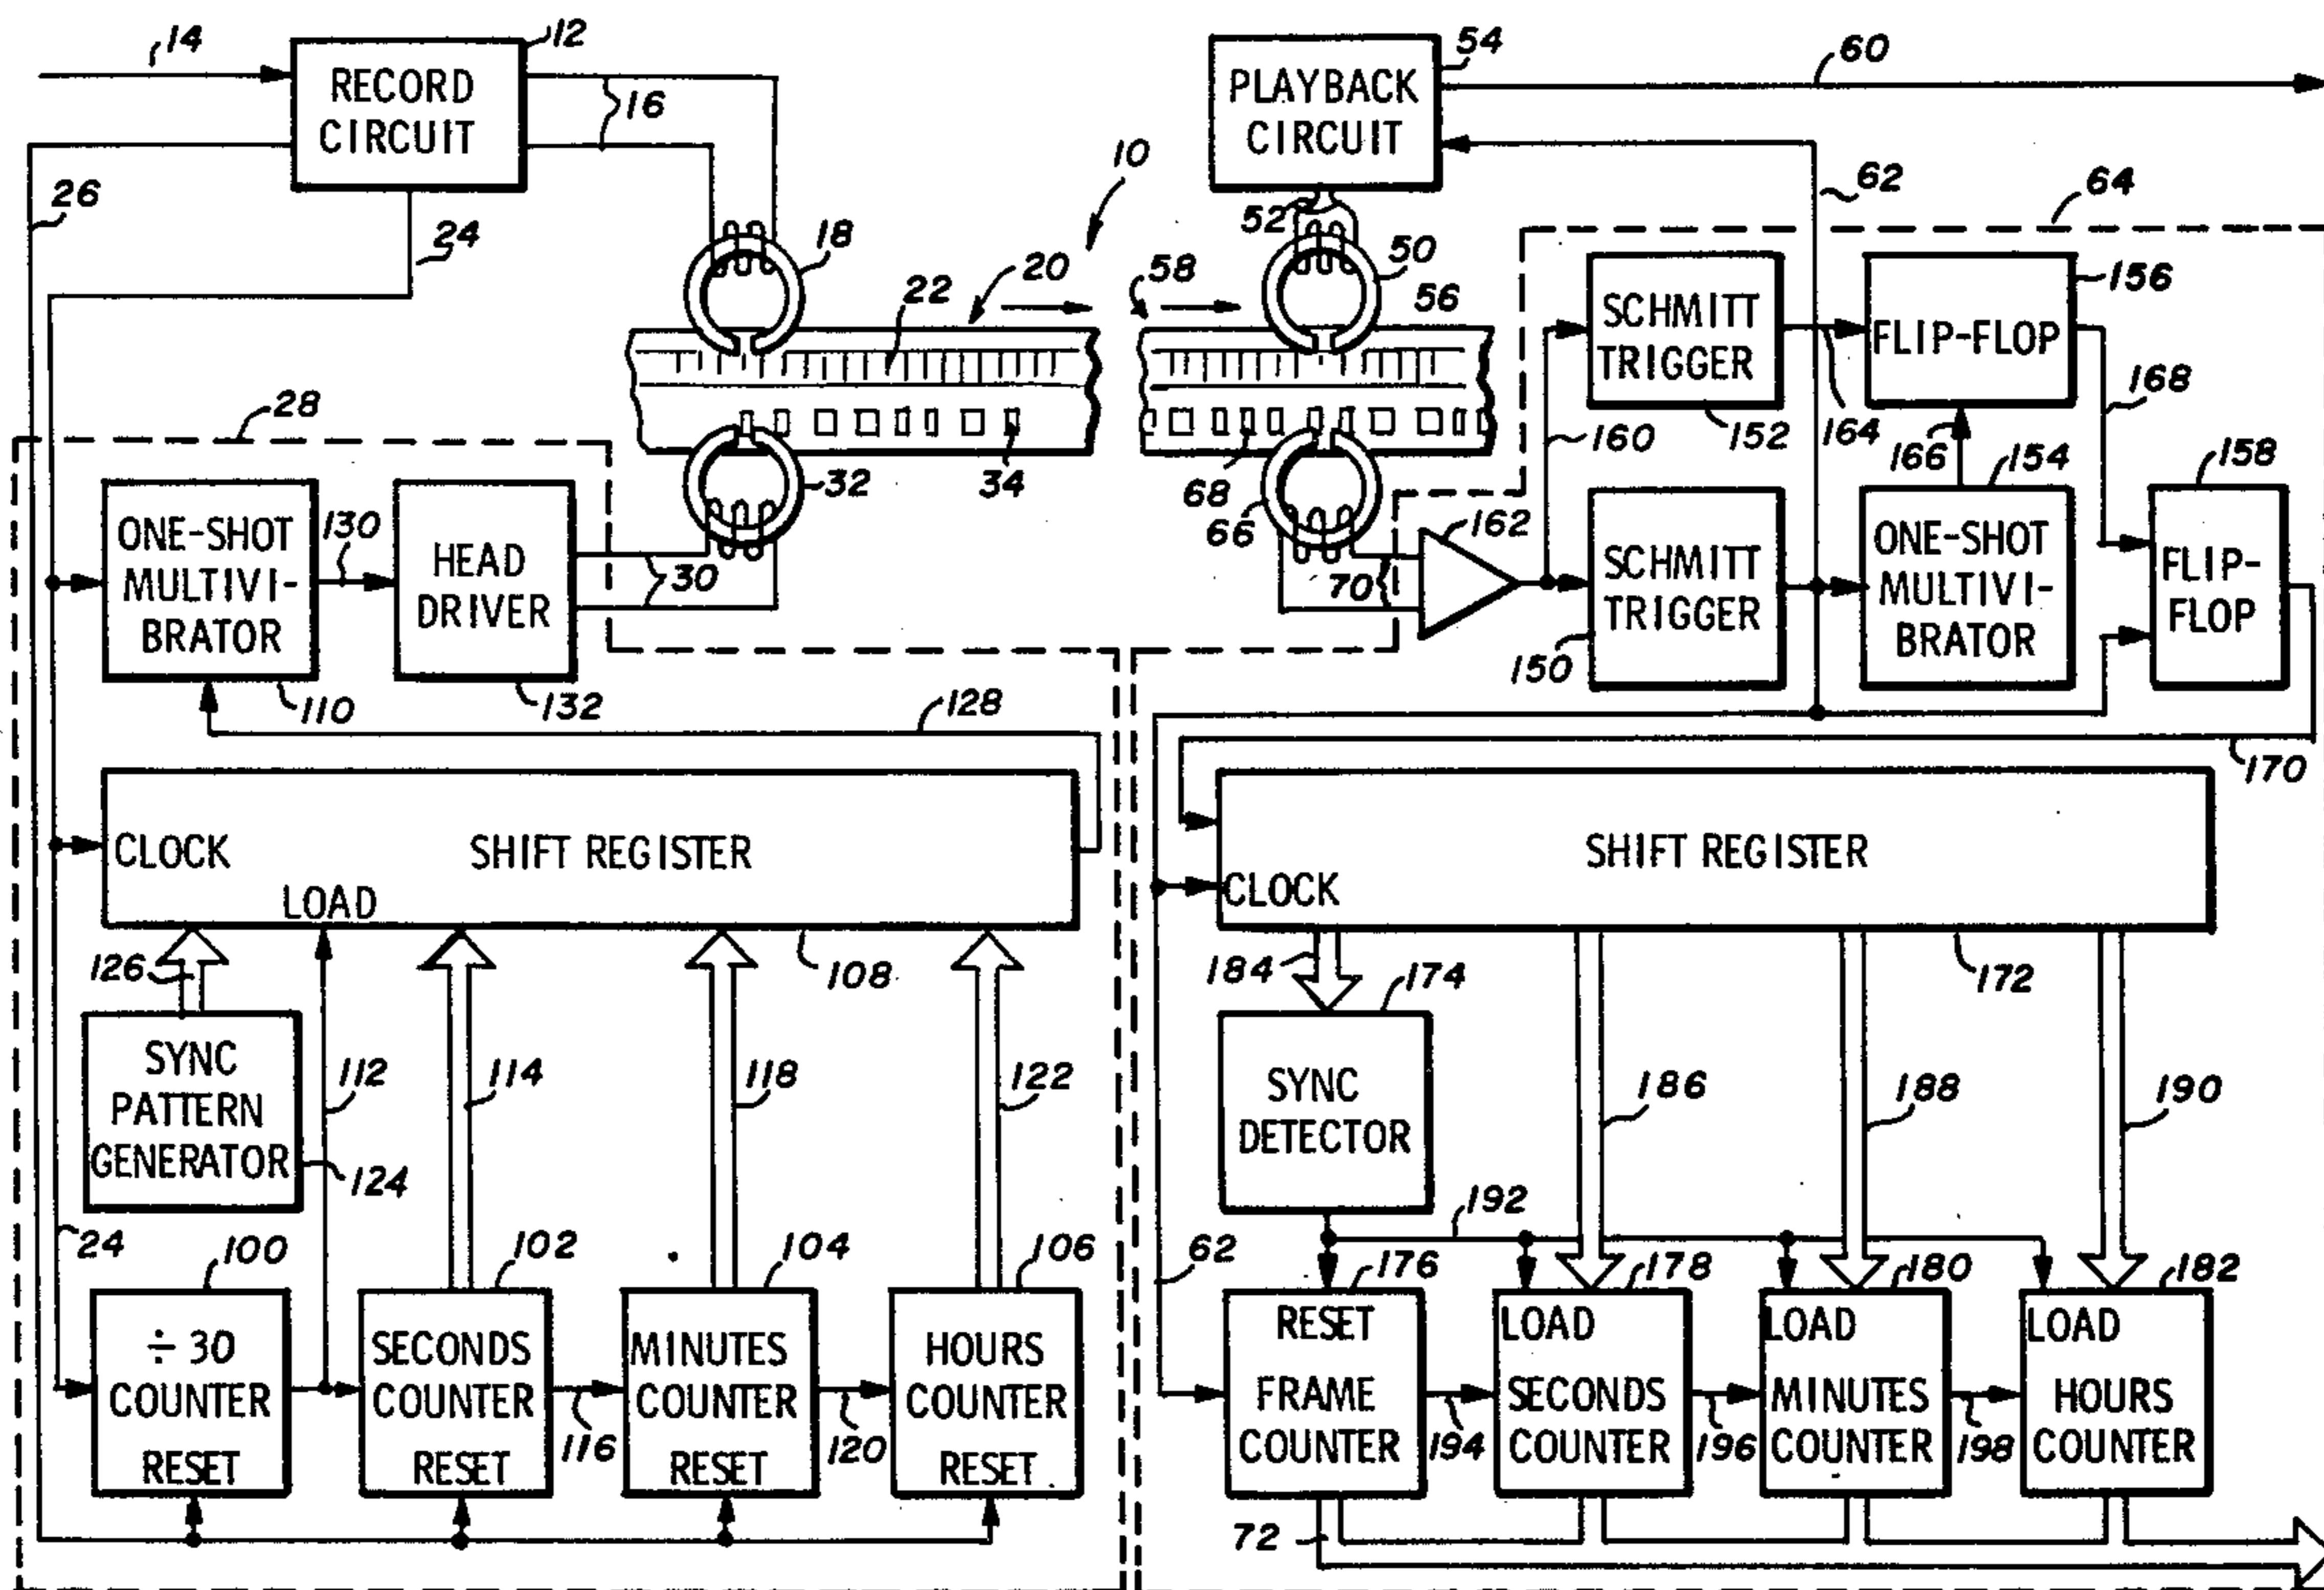 14
12
RECORD
CIRCUIT
16
26
24
18
10
20
22
28
ONE-SHOT
MULTIVI-
BRATOR
110
130
HEAD
DRIVER
132
30
32
34
128
CLOCK
SHIFT REGISTER
LOAD
108
126
SYNC
PATTERN
GENERATOR
124
112
114
118
122
24
100
÷ 30
COUNTER
RESET
102
SECONDS
COUNTER
RESET
116
104
MINUTES
COUNTER
RESET
120
106
HOURS
COUNTER
RESET
54
PLAYBACK
CIRCUIT
60
62
64
52
50
58
56
68
66
70
162
160
SCHMITT
TRIGGER
152
164
156
FLIP-FLOP
168
166
154
158
SCHMITT
TRIGGER
150
ONE-SHOT
MULTIVI-
BRATOR
FLIP-
FLOP
170
SHIFT REGISTER
CLOCK
172
184
174
SYNC
DETECTOR
186
188
190
192
62
176
RESET
FRAME
COUNTER
194
178
LOAD
SECONDS
COUNTER
196
180
LOAD
MINUTES
COUNTER
198
182
LOAD
HOURS
COUNTER
72